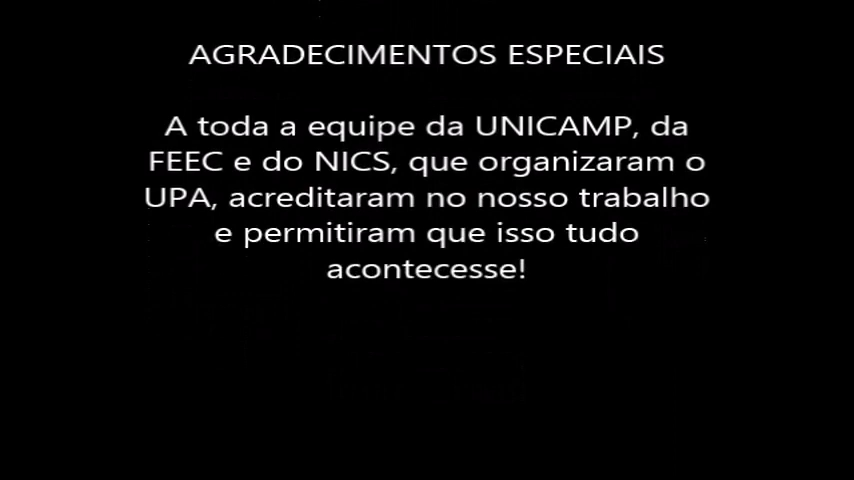 AGRADECIMENTOS ESPECIAIS
A toda a equipe da UNICAMP, da
FEEC e do NICS, que organizaram o
UPA, acreditaram no nosso trabalho
e permitiram que isso tudo
acontecesse!